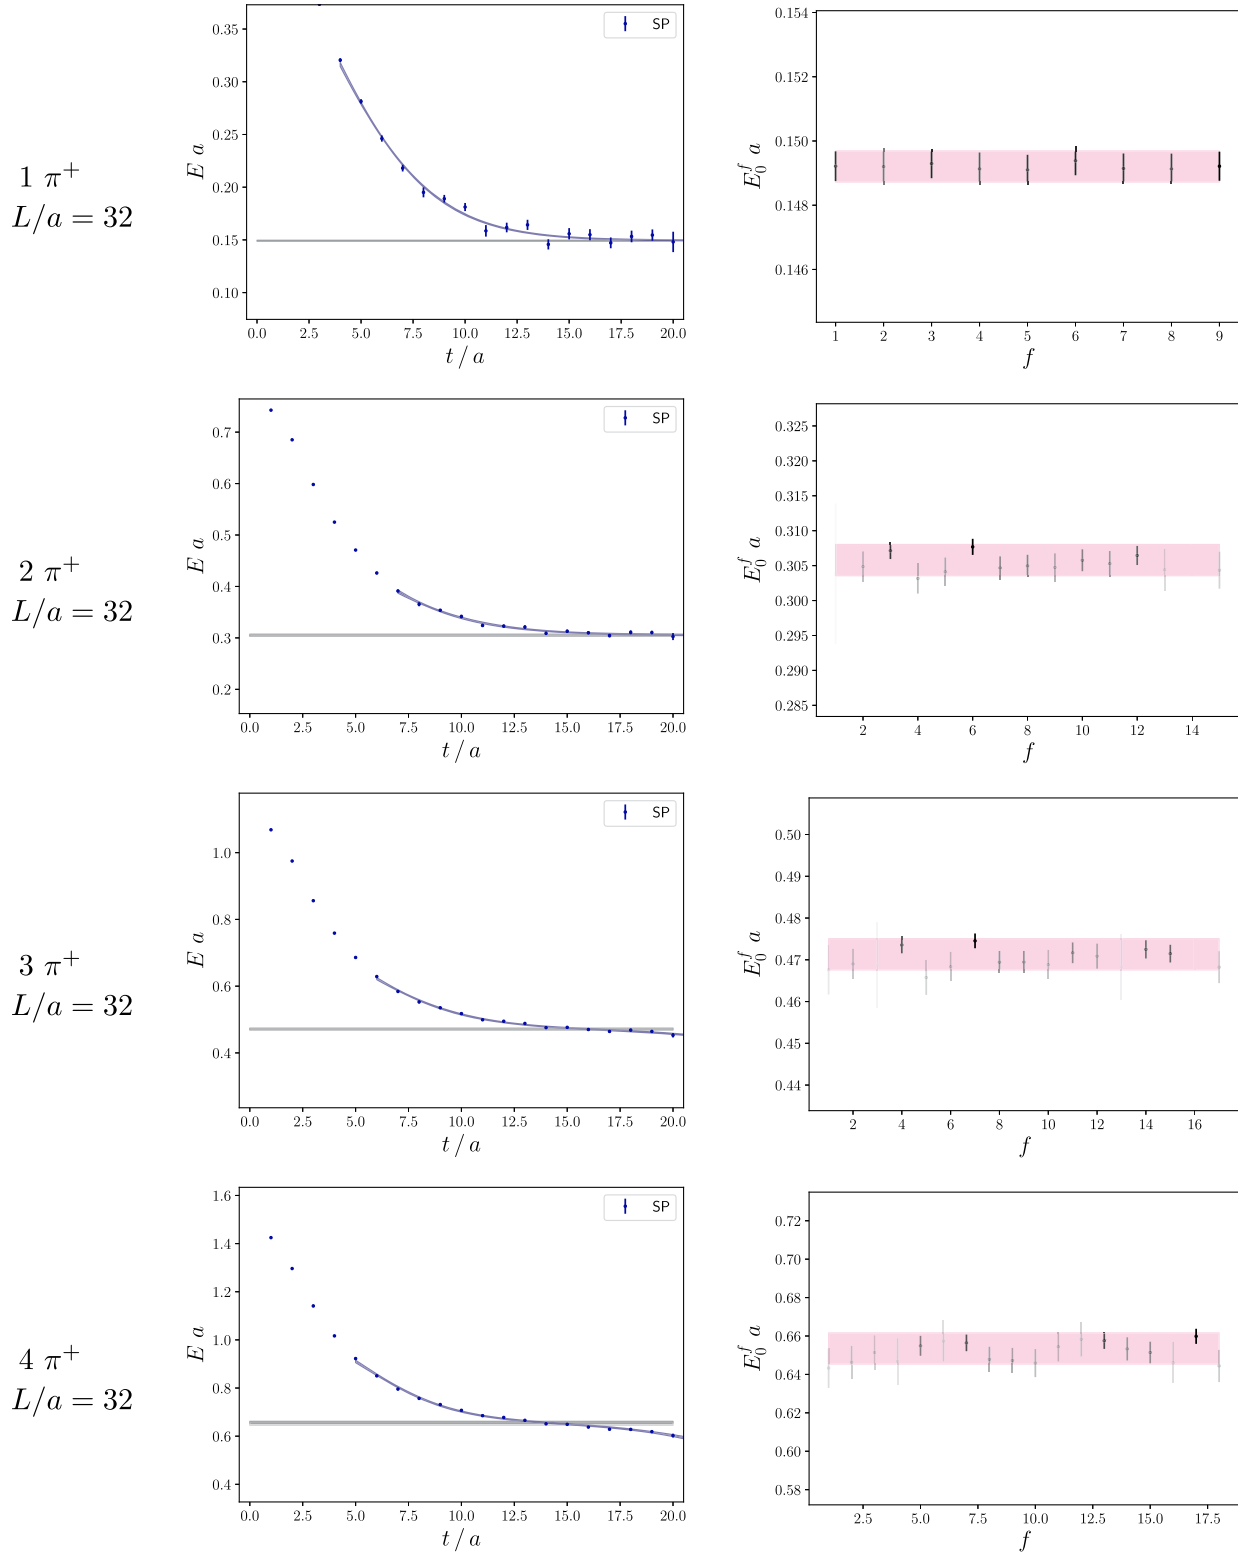 1 π⁺
L/a = 32
0.35
0.30
0.25
0.20
0.15
0.10
E a
0.0 2.5 5.0 7.5 10.0 12.5 15.0 17.5 20.0
t / a
SP
0.154
0.152
0.150
0.148
0.146
E₀ᶠ a
1 2 3 4 5 6 7 8 9
f
2 π⁺
L/a = 32
0.7
0.6
0.5
0.4
0.3
0.2
E a
0.0 2.5 5.0 7.5 10.0 12.5 15.0 17.5 20.0
t / a
SP
0.325
0.320
0.315
0.310
0.305
0.300
0.295
0.290
0.285
E₀ᶠ a
2 4 6 8 10 12 14
f
3 π⁺
L/a = 32
1.0
0.8
0.6
0.4
E a
0.0 2.5 5.0 7.5 10.0 12.5 15.0 17.5 20.0
t / a
SP
0.50
0.49
0.48
0.47
0.46
0.45
0.44
E₀ᶠ a
2 4 6 8 10 12 14 16
f
4 π⁺
L/a = 32
1.6
1.4
1.2
1.0
0.8
0.6
0.4
E a
0.0 2.5 5.0 7.5 10.0 12.5 15.0 17.5 20.0
t / a
SP
0.72
0.70
0.68
0.66
0.64
0.62
0.60
0.58
E₀ᶠ a
2.5 5.0 7.5 10.0 12.5 15.0 17.5
f